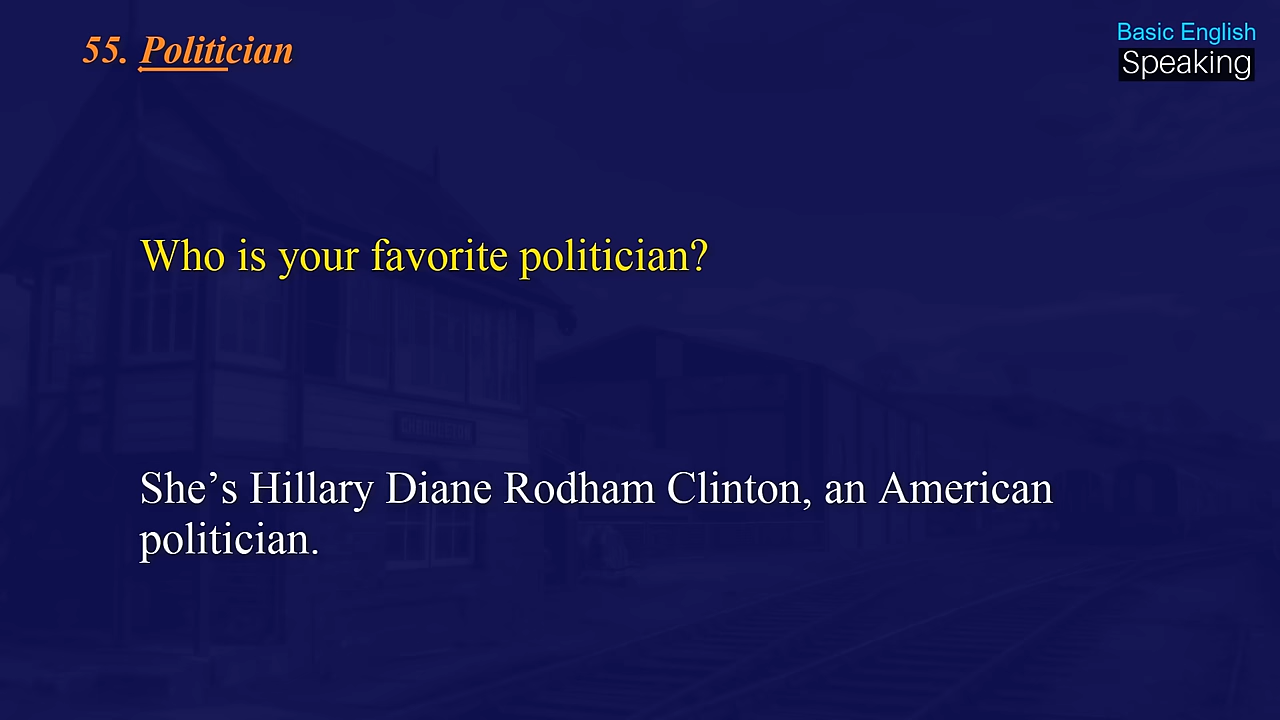 55. Politician
Basic English
Speaking
Who is your favorite politician?
She’s Hillary Diane Rodham Clinton, an American
politician.